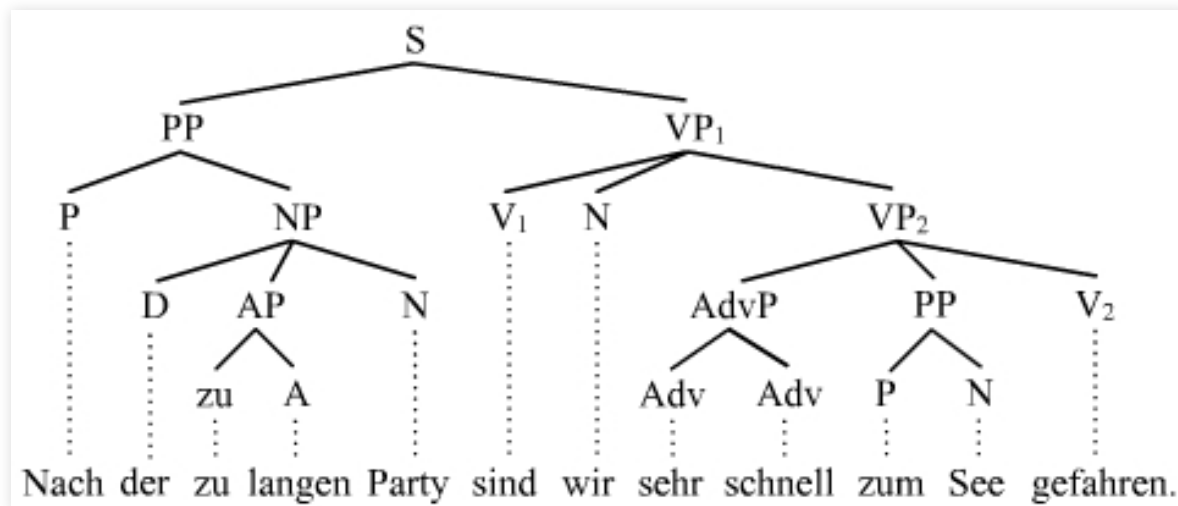 S
PP VP₁
P NP V₁ N VP₂
D AP N AdvP PP V₂
zu A Adv Adv P N
Nach der zu langen Party sind wir sehr schnell zum See gefahren.